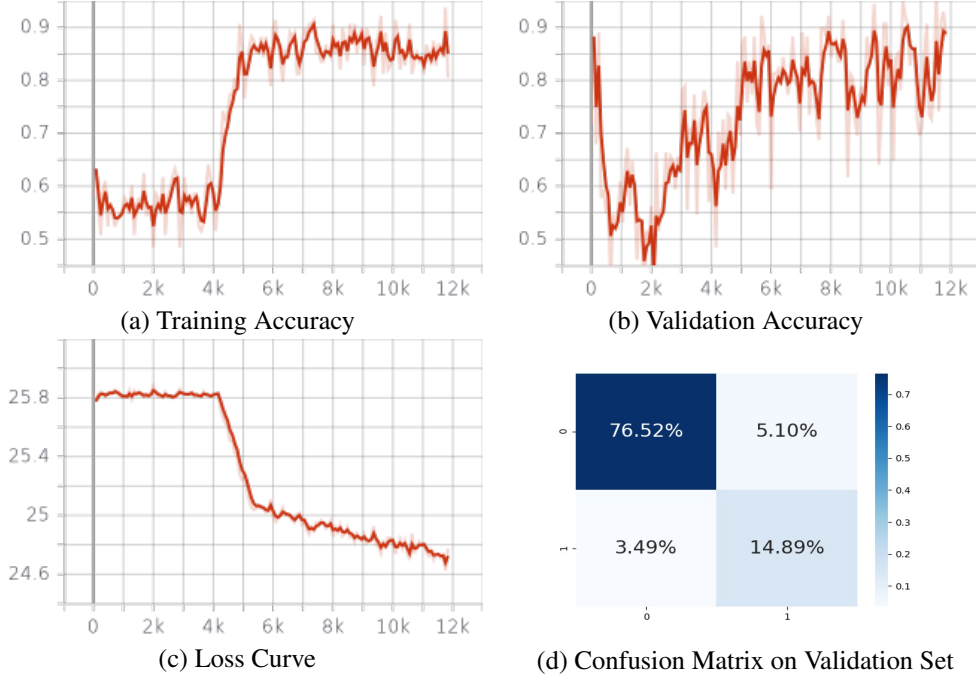 0.9
0.8
0.7
0.6
0.5
0 2k 4k 6k 8k 10k 12k
(a) Training Accuracy
0.9
0.8
0.7
0.6
0.5
0 2k 4k 6k 8k 10k 12k
(b) Validation Accuracy
25.8
25.4
25
24.6
0 2k 4k 6k 8k 10k 12k
(c) Loss Curve
0 76.52% 5.10%
1 3.49% 14.89%
0 1
0.7
0.6
0.5
0.4
0.3
0.2
0.1
(d) Confusion Matrix on Validation Set